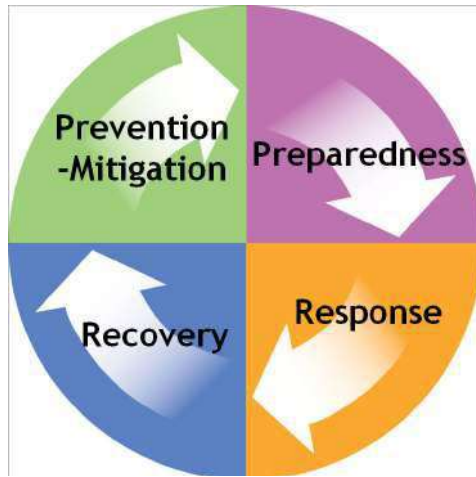 Prevention
-Mitigation
Preparedness
Response
Recovery